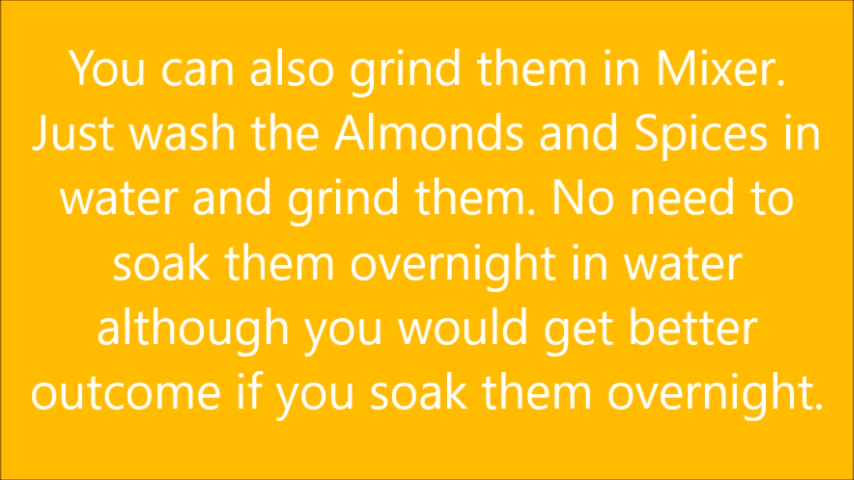 You can also grind them in Mixer.
Just wash the Almonds and Spices in
water and grind them. No need to
soak them overnight in water
although you would get better
outcome if you soak them overnight.